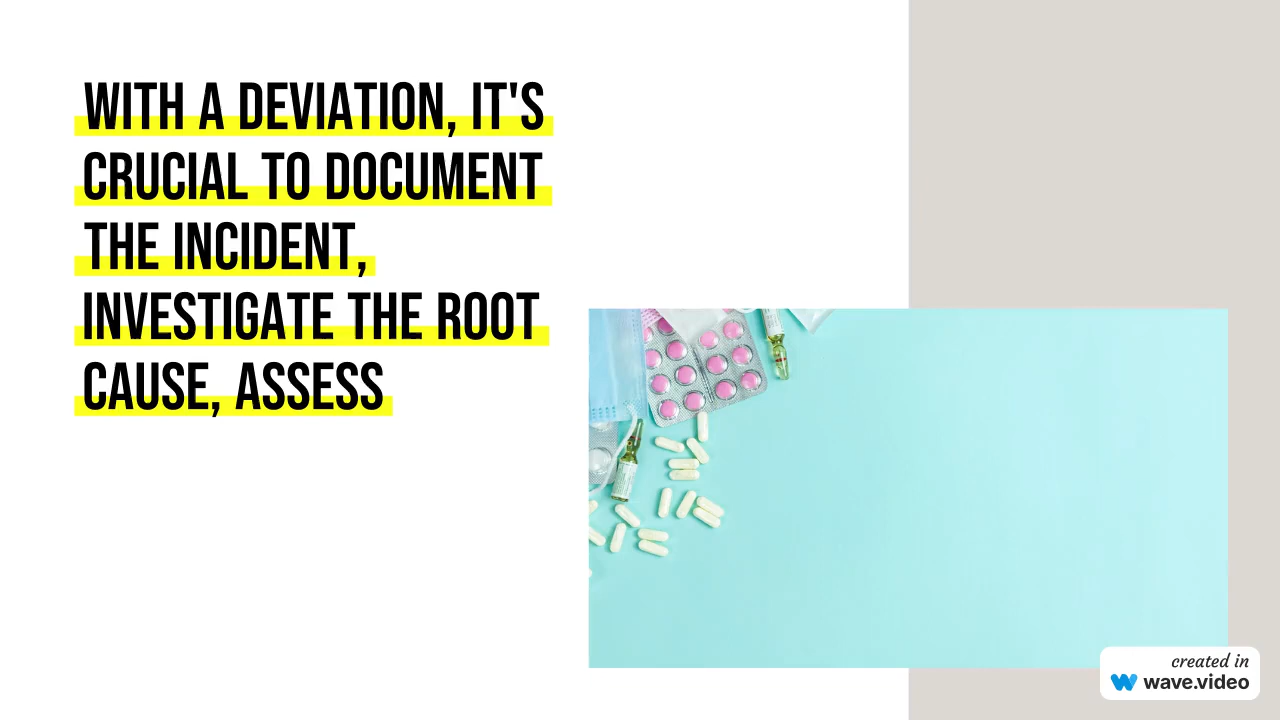 WITH A DEVIATION, IT'S
CRUCIAL TO DOCUMENT
THE INCIDENT,
INVESTIGATE THE ROOT
CAUSE, ASSESS
created in
wave.video